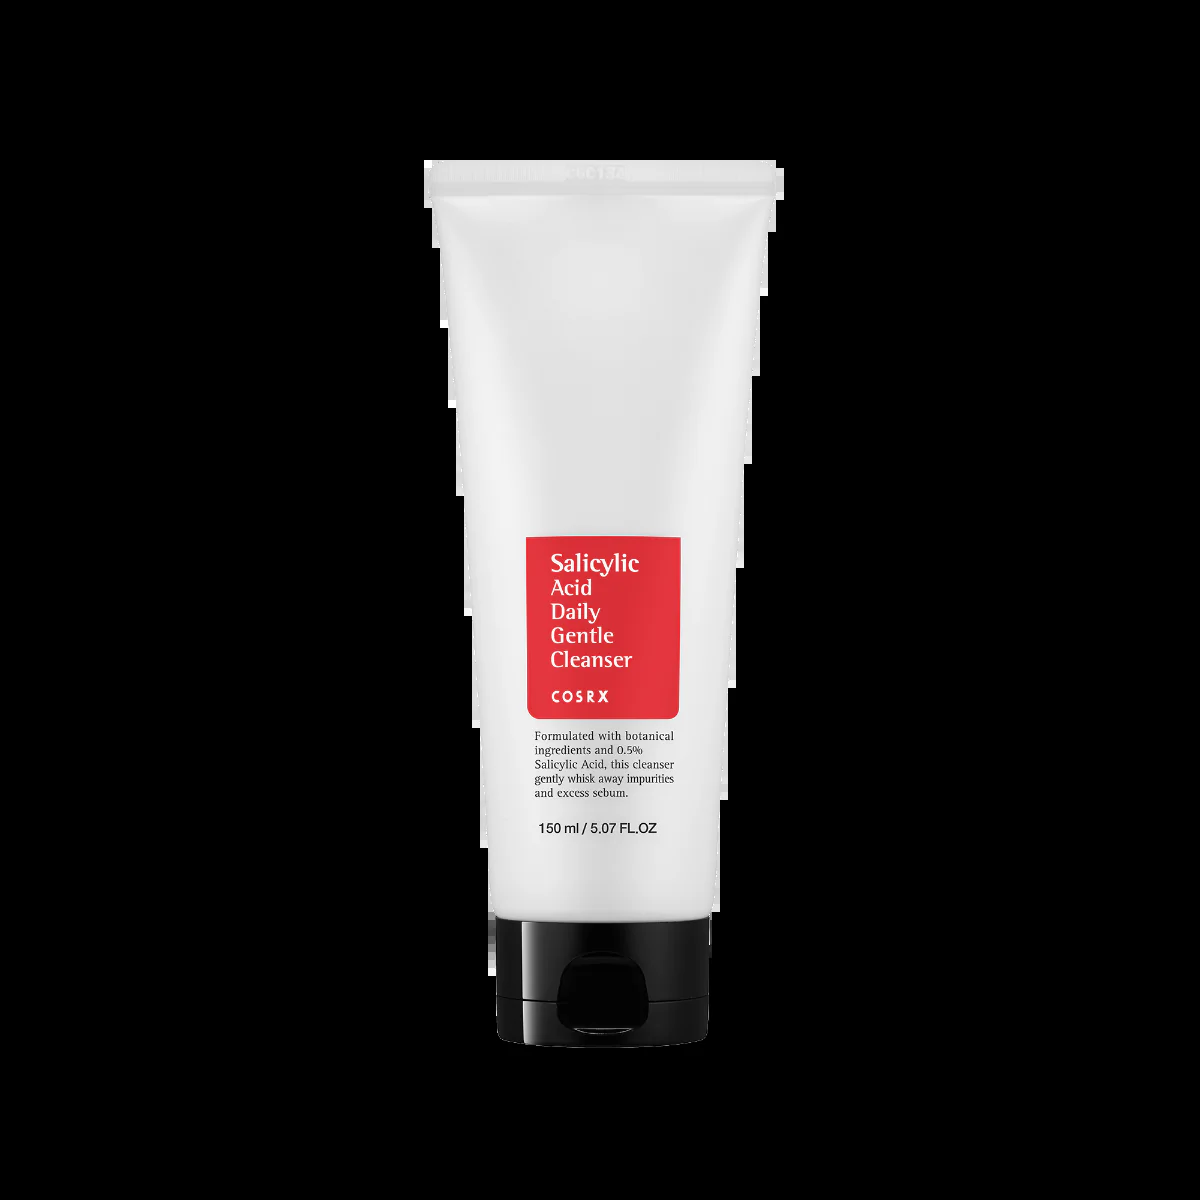 Salicylic
Acid
Daily
Gentle
Cleanser
COSRX
Formulated with botanical
ingredients and 0.5%
Salicylic Acid, this cleanser
gently whisk away impurities
and excess sebum.
150 ml / 5.07 FL.OZ